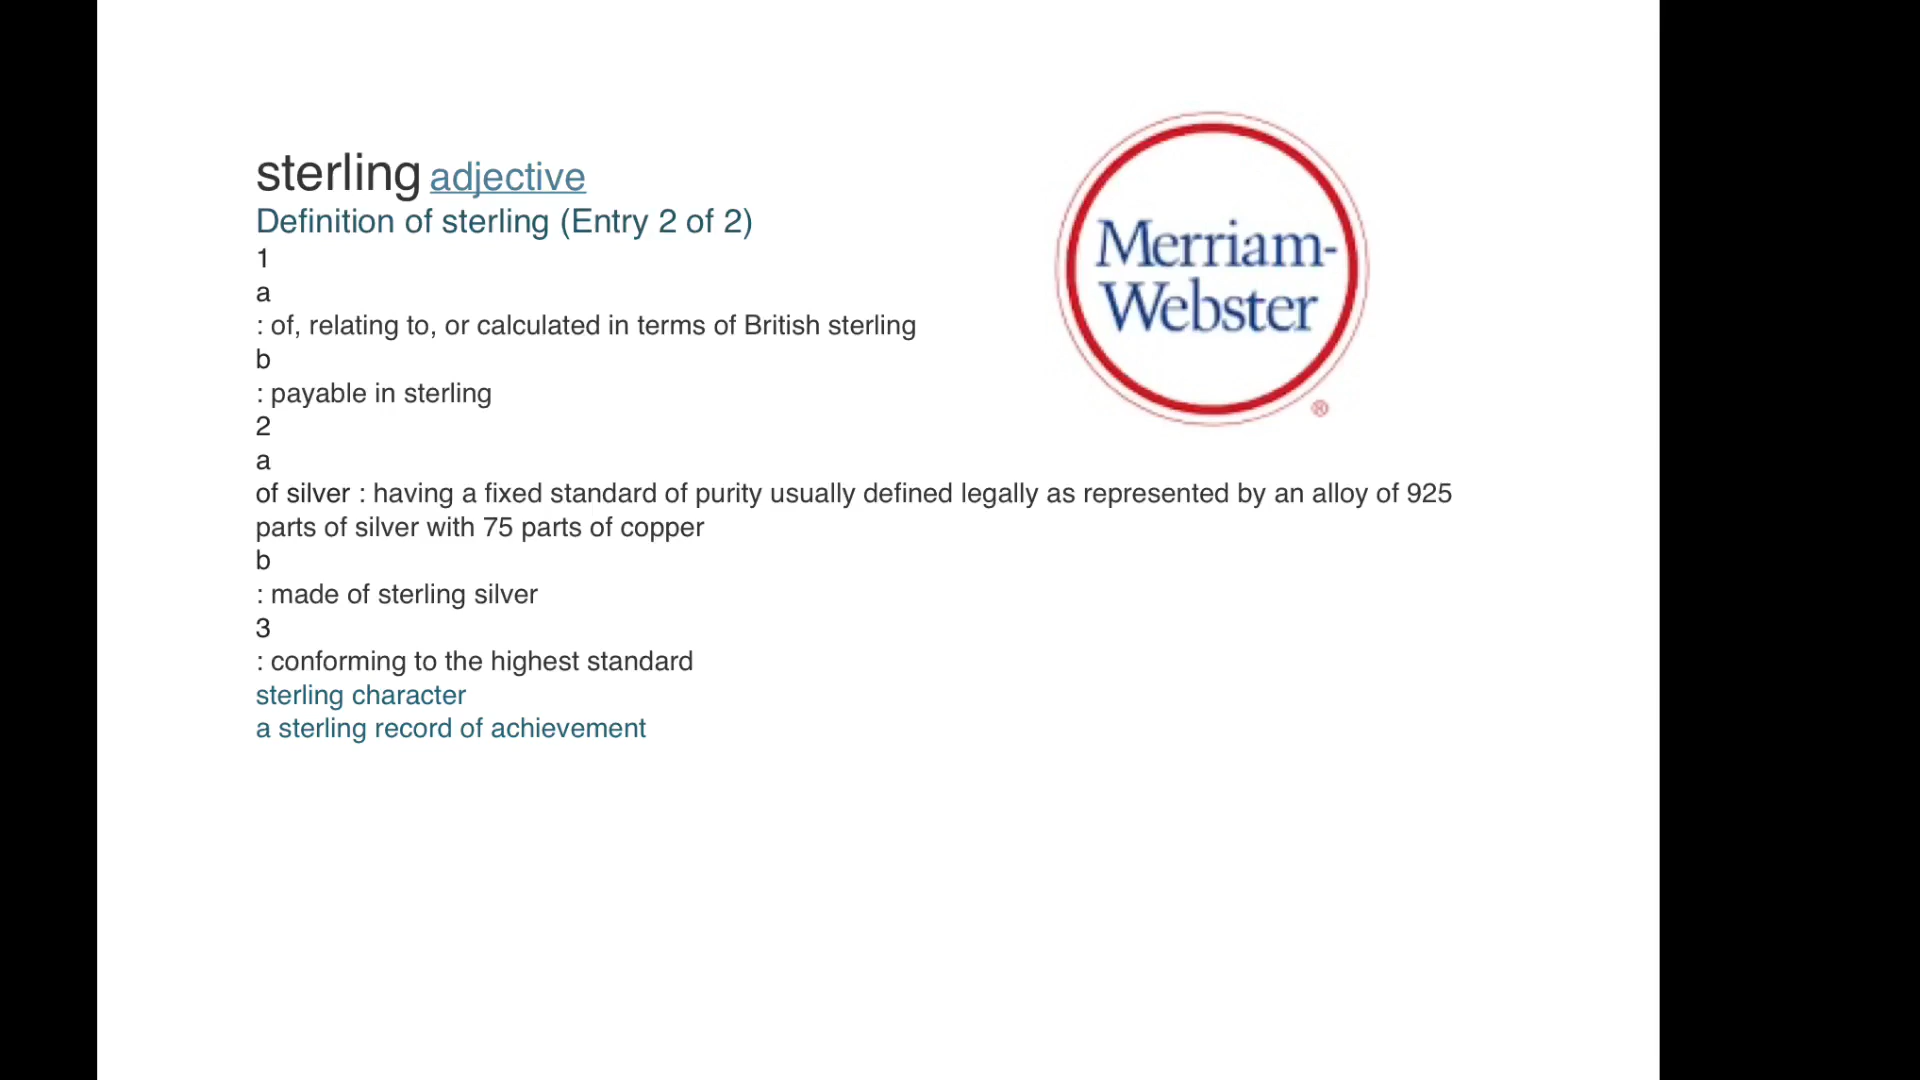 sterling adjective
Definition of sterling (Entry 2 of 2)
1
a
: of, relating to, or calculated in terms of British sterling
b
: payable in sterling
2
a
of silver : having a fixed standard of purity usually defined legally as represented by an alloy of 925
parts of silver with 75 parts of copper
b
: made of sterling silver
3
: conforming to the highest standard
sterling character
a sterling record of achievement
Merriam-
Webster
®